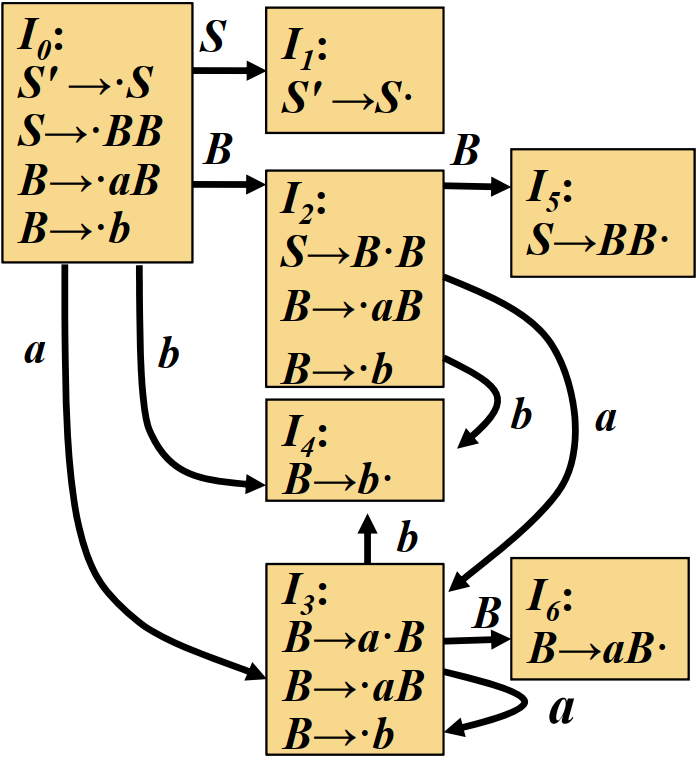 I₀:
S' → ·S
S → ·BB
B → ·aB
B → ·b
S
I₁:
S' → S·
B
I₂:
S → B·B
B → ·aB
B → ·b
B
I₅:
S → BB·
a
b
b
a
I₄:
B → b·
b
I₃:
B → a·B
B → ·aB
B → ·b
B
I₆:
B → aB·
a